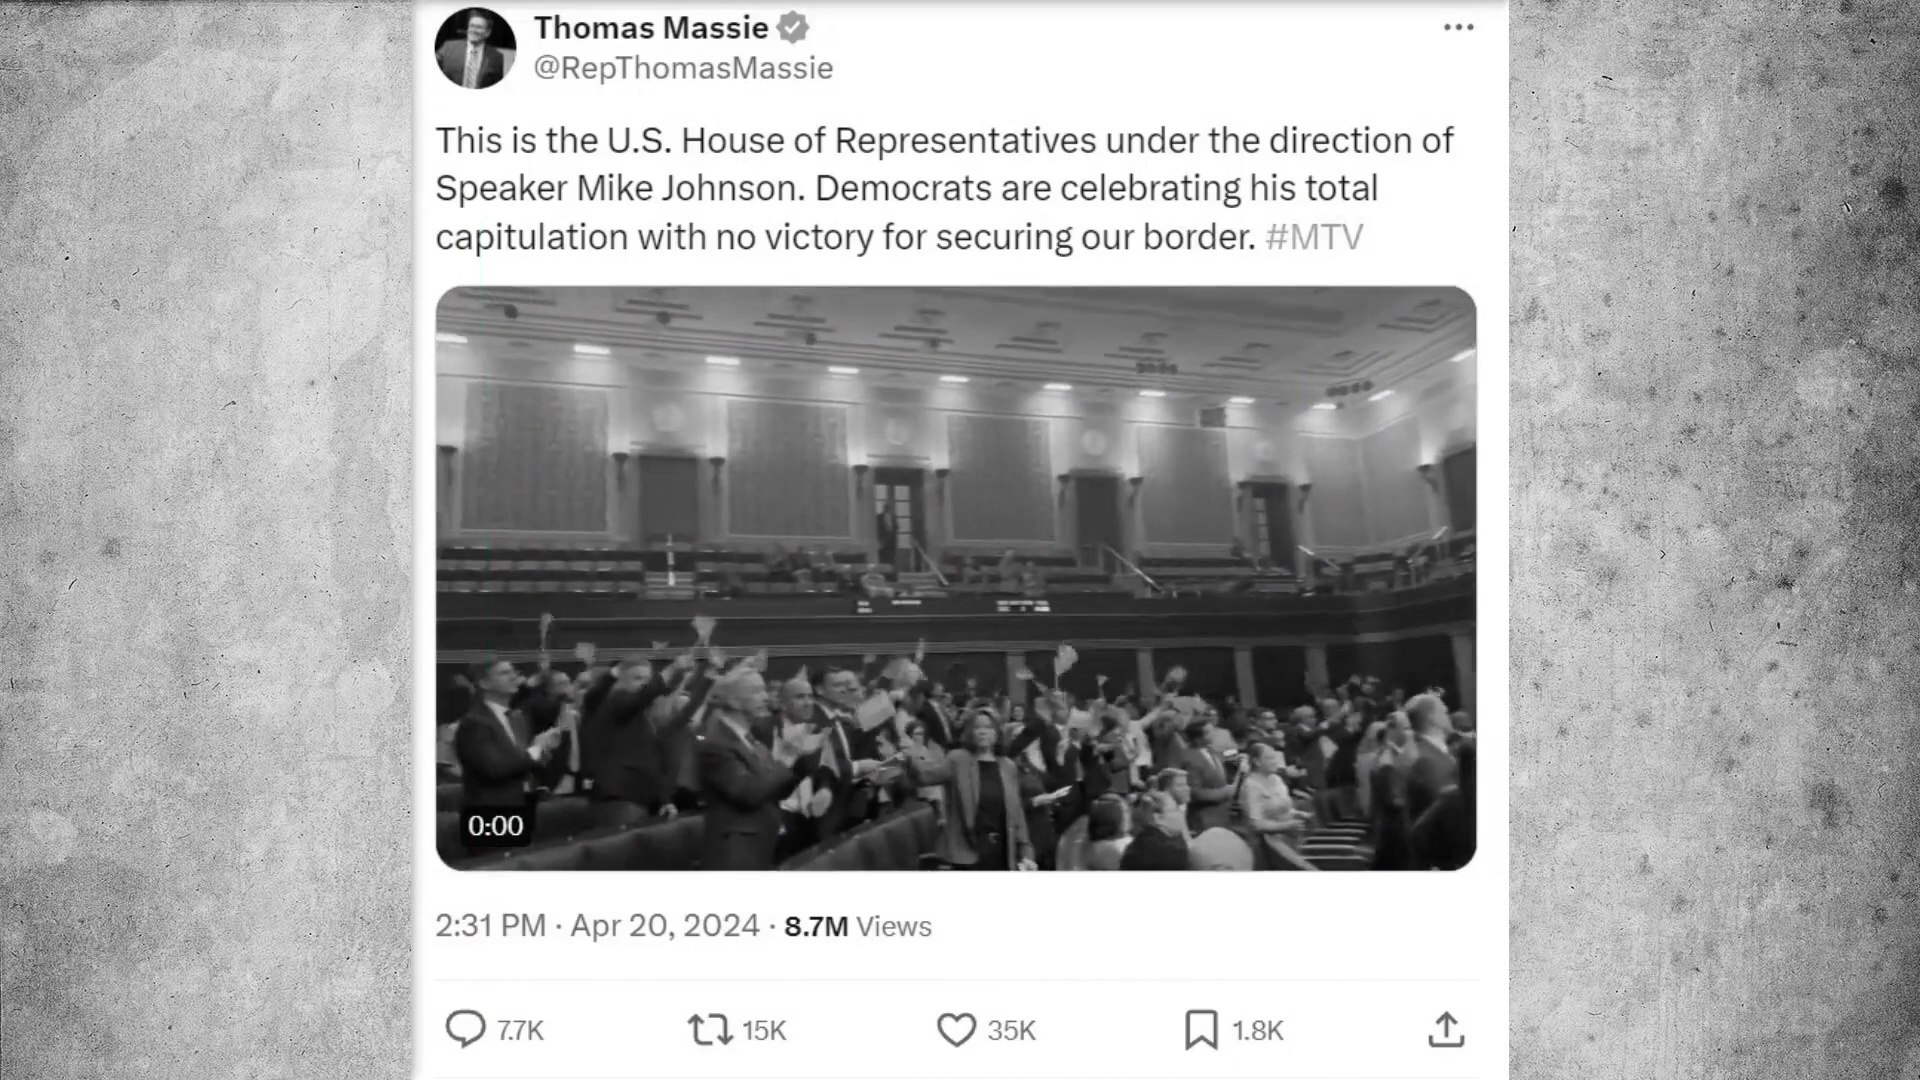 Thomas Massie
@RepThomasMassie
This is the U.S. House of Representatives under the direction of
Speaker Mike Johnson. Democrats are celebrating his total
capitulation with no victory for securing our border. #MTV
0:00
2:31 PM · Apr 20, 2024 · 8.7M Views
7.7K 15K 35K 1.8K